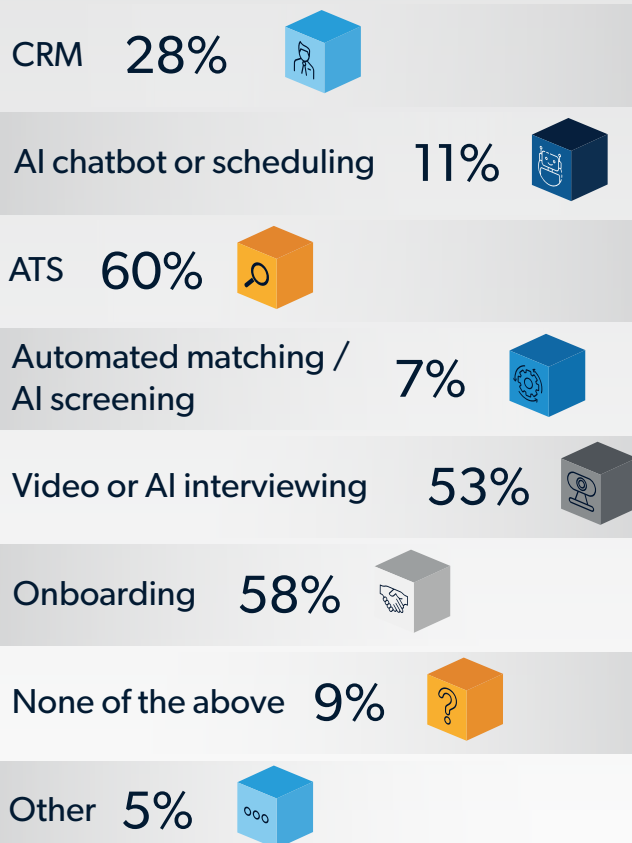 CRM 28%
AI chatbot or scheduling 11%
ATS 60%
Automated matching / 7%
AI screening
Video or AI interviewing 53%
Onboarding 58%
None of the above 9%
Other 5%